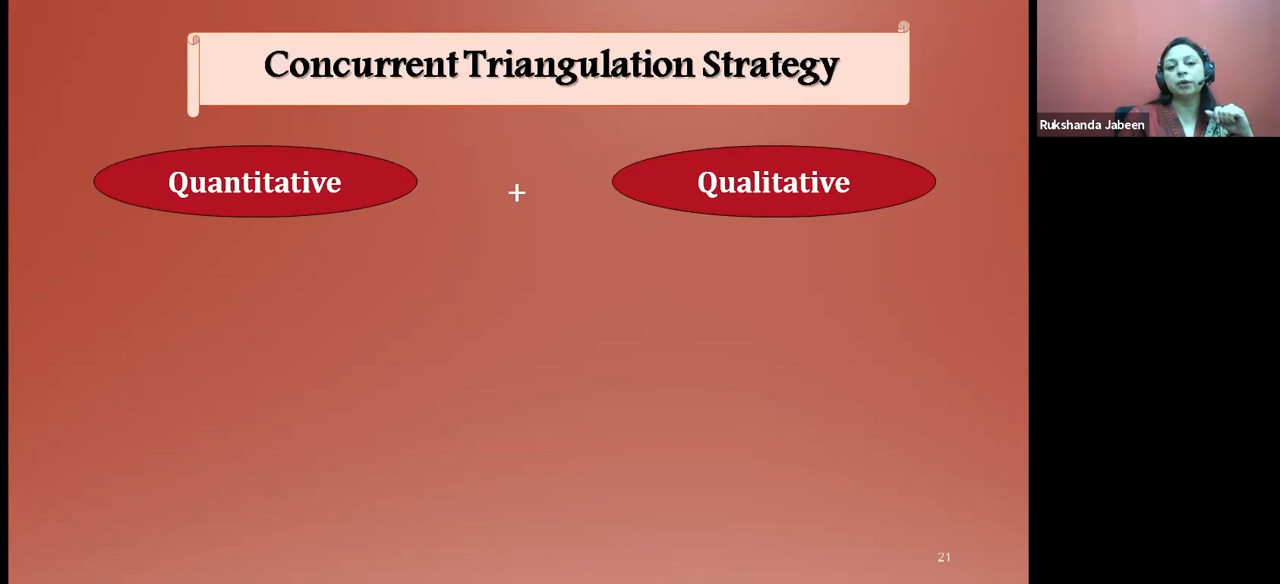 Concurrent Triangulation Strategy
Rukshanda Jabeen
Quantitative + Qualitative
21